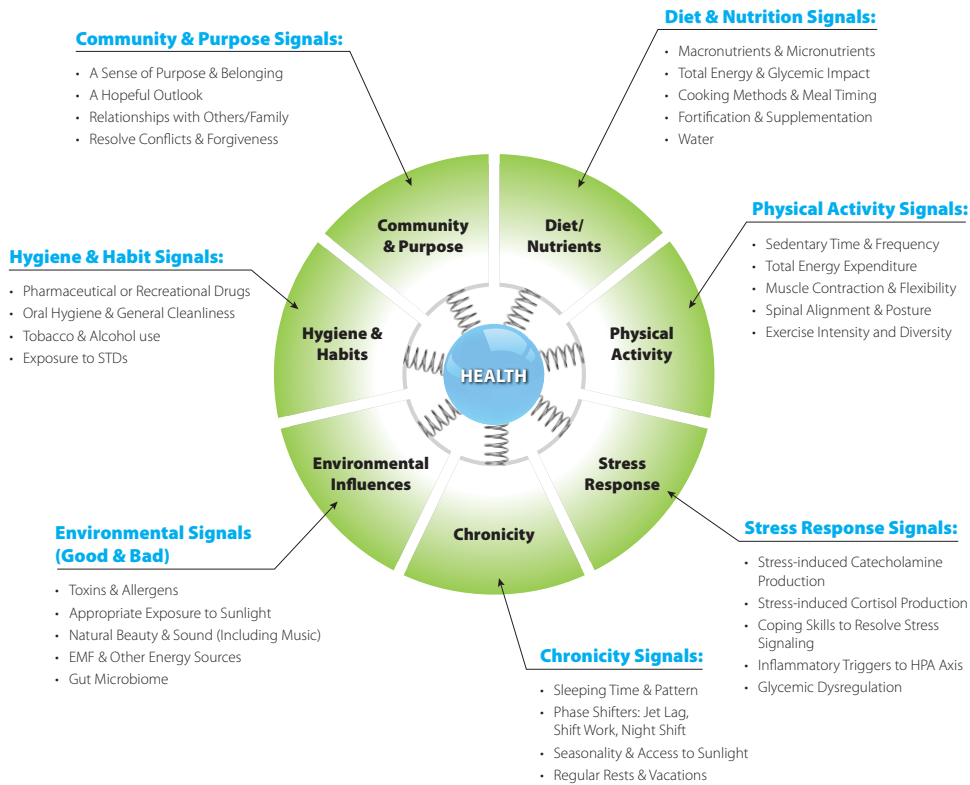 Community & Purpose Signals:
• A Sense of Purpose & Belonging
• A Hopeful Outlook
• Relationships with Others/Family
• Resolve Conflicts & Forgiveness
Diet & Nutrition Signals:
• Macronutrients & Micronutrients
• Total Energy & Glycemic Impact
• Cooking Methods & Meal Timing
• Fortification & Supplementation
• Water
Physical Activity Signals:
• Sedentary Time & Frequency
• Total Energy Expenditure
• Muscle Contraction & Flexibility
• Spinal Alignment & Posture
• Exercise Intensity and Diversity
Hygiene & Habit Signals:
• Pharmaceutical or Recreational Drugs
• Oral Hygiene & General Cleanliness
• Tobacco & Alcohol use
• Exposure to STDs
Community
& Purpose
Diet/
Nutrients
Hygiene &
Habits
Physical
Activity
HEALTH
Environmental
Influences
Stress
Response
Chronicity
Environmental Signals
(Good & Bad)
• Toxins & Allergens
• Appropriate Exposure to Sunlight
• Natural Beauty & Sound (Including Music)
• EMF & Other Energy Sources
• Gut Microbiome
Stress Response Signals:
• Stress-induced Catecholamine
Production
• Stress-induced Cortisol Production
• Coping Skills to Resolve Stress
Signaling
• Inflammatory Triggers to HPA Axis
• Glycemic Dysregulation
Chronicity Signals:
• Sleeping Time & Pattern
• Phase Shifters: Jet Lag,
Shift Work, Night Shift
• Seasonality & Access to Sunlight
• Regular Rests & Vacations